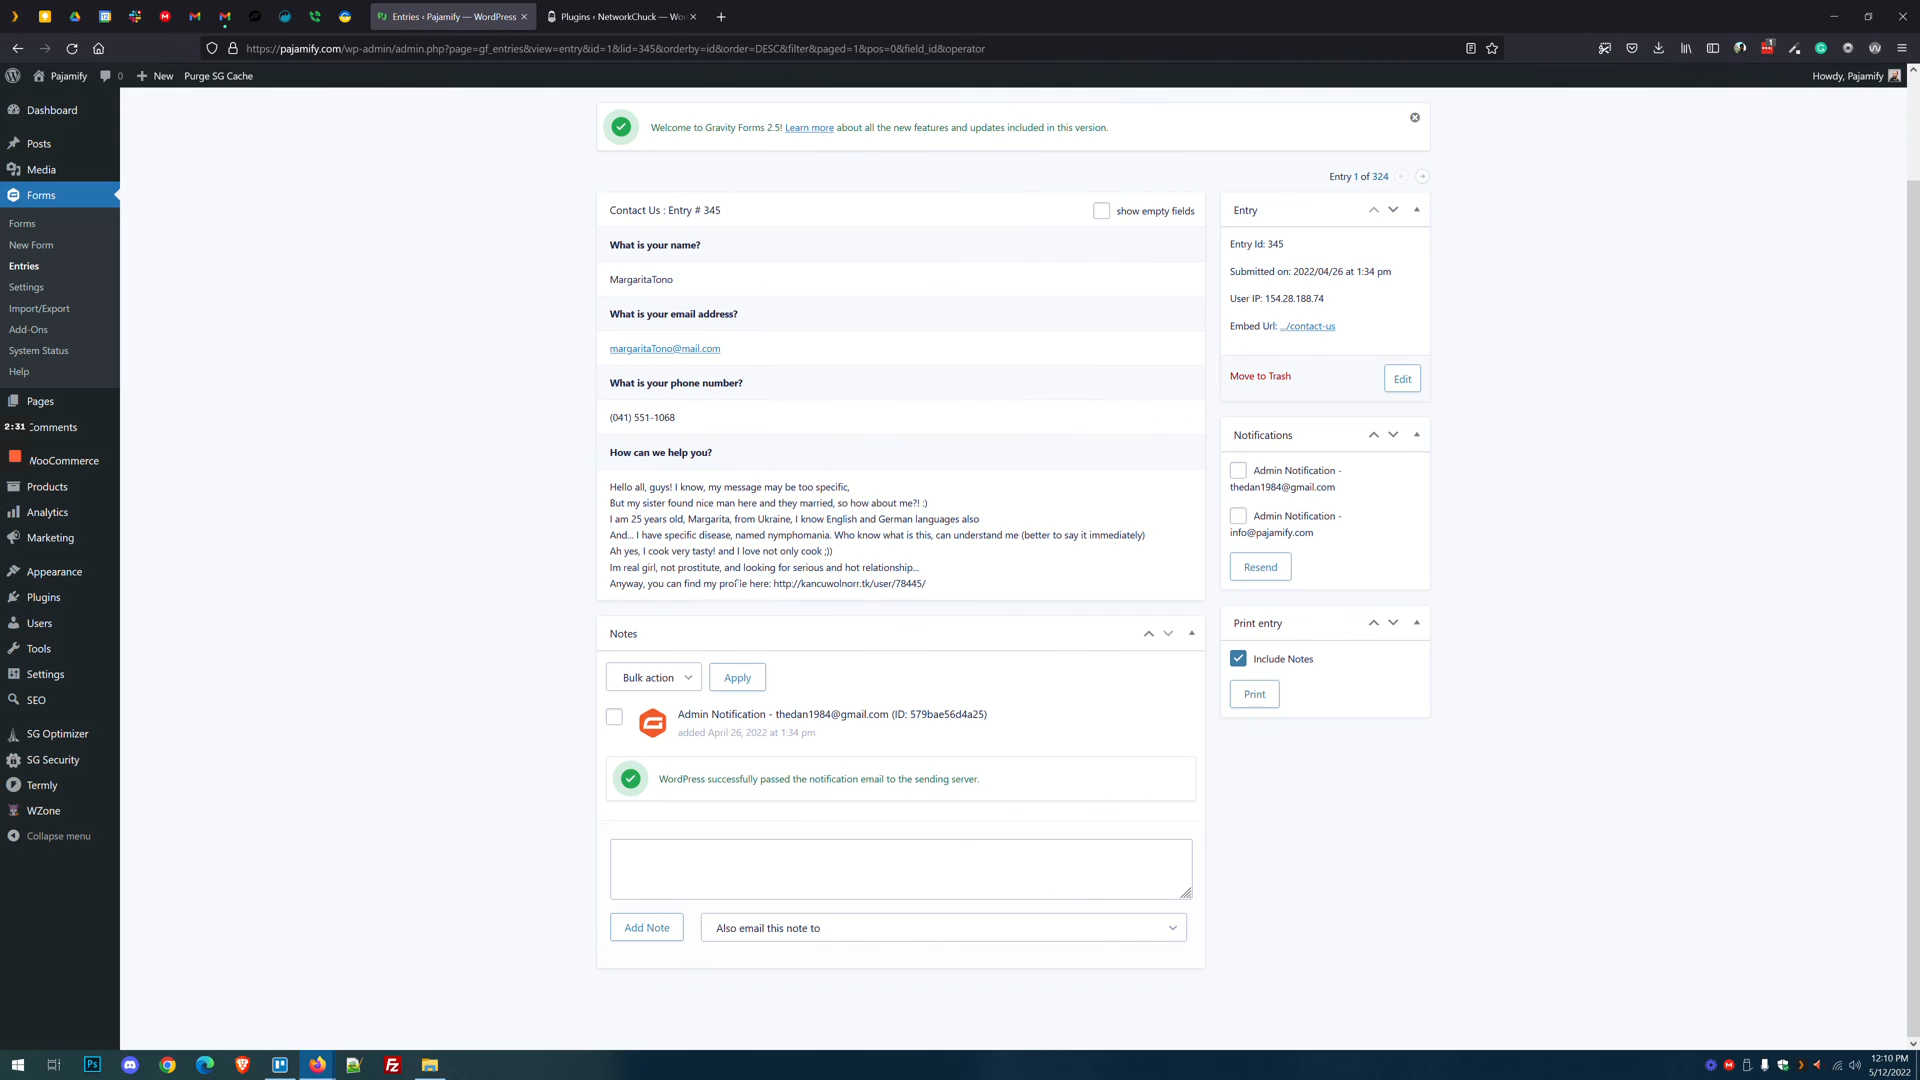 Entries ‹ Pajamify — WordPress
Plugins ‹ NetworkChuck — Wo
https://pajamify.com/wp-admin/admin.php?page=gf_entries&view=entry&id=1&lid=345&orderby=id&order=DESC&filter&paged=1&pos=0&field_id&operator
Pajamify
0
New
Purge SG Cache
Howdy, Pajamify
Dashboard
Posts
Media
Forms
Forms
New Form
Entries
Settings
Import/Export
Add-Ons
System Status
Help
Pages
2:31
Comments
WooCommerce
Products
Analytics
Marketing
Appearance
Plugins
Users
Tools
Settings
SEO
SG Optimizer
SG Security
Termly
WZone
Collapse menu
Welcome to Gravity Forms 2.5! Learn more about all the new features and updates included in this version.
Entry 1 of 324
Contact Us : Entry # 345
show empty fields
What is your name?
MargaritaTono
What is your email address?
margaritaTono@mail.com
What is your phone number?
(041) 551-1068
How can we help you?
Hello all, guys! I know, my message may be too specific,
But my sister found nice man here and they married, so how about me?! :)
I am 25 years old, Margarita, from Ukraine, I know English and German languages also
And... I have specific disease, named nymphomania. Who know what is this, can understand me (better to say it immediately)
Ah yes, I cook very tasty! and I love not only cook ;))
Im real girl, not prostitute, and looking for serious and hot relationship...
Anyway, you can find my profile here: http://kancuwolnorr.tk/user/78445/
Notes
Bulk action
Apply
Admin Notification - thedan1984@gmail.com (ID: 579bae56d4a25)
added April 26, 2022 at 1:34 pm
WordPress successfully passed the notification email to the sending server.
Add Note
Also email this note to
Entry
Entry Id: 345
Submitted on: 2022/04/26 at 1:34 pm
User IP: 154.28.188.74
Embed Url: .../contact-us
Move to Trash
Edit
Notifications
Admin Notification -
thedan1984@gmail.com
Admin Notification -
info@pajamify.com
Resend
Print entry
Include Notes
Print
12:10 PM
5/12/2022